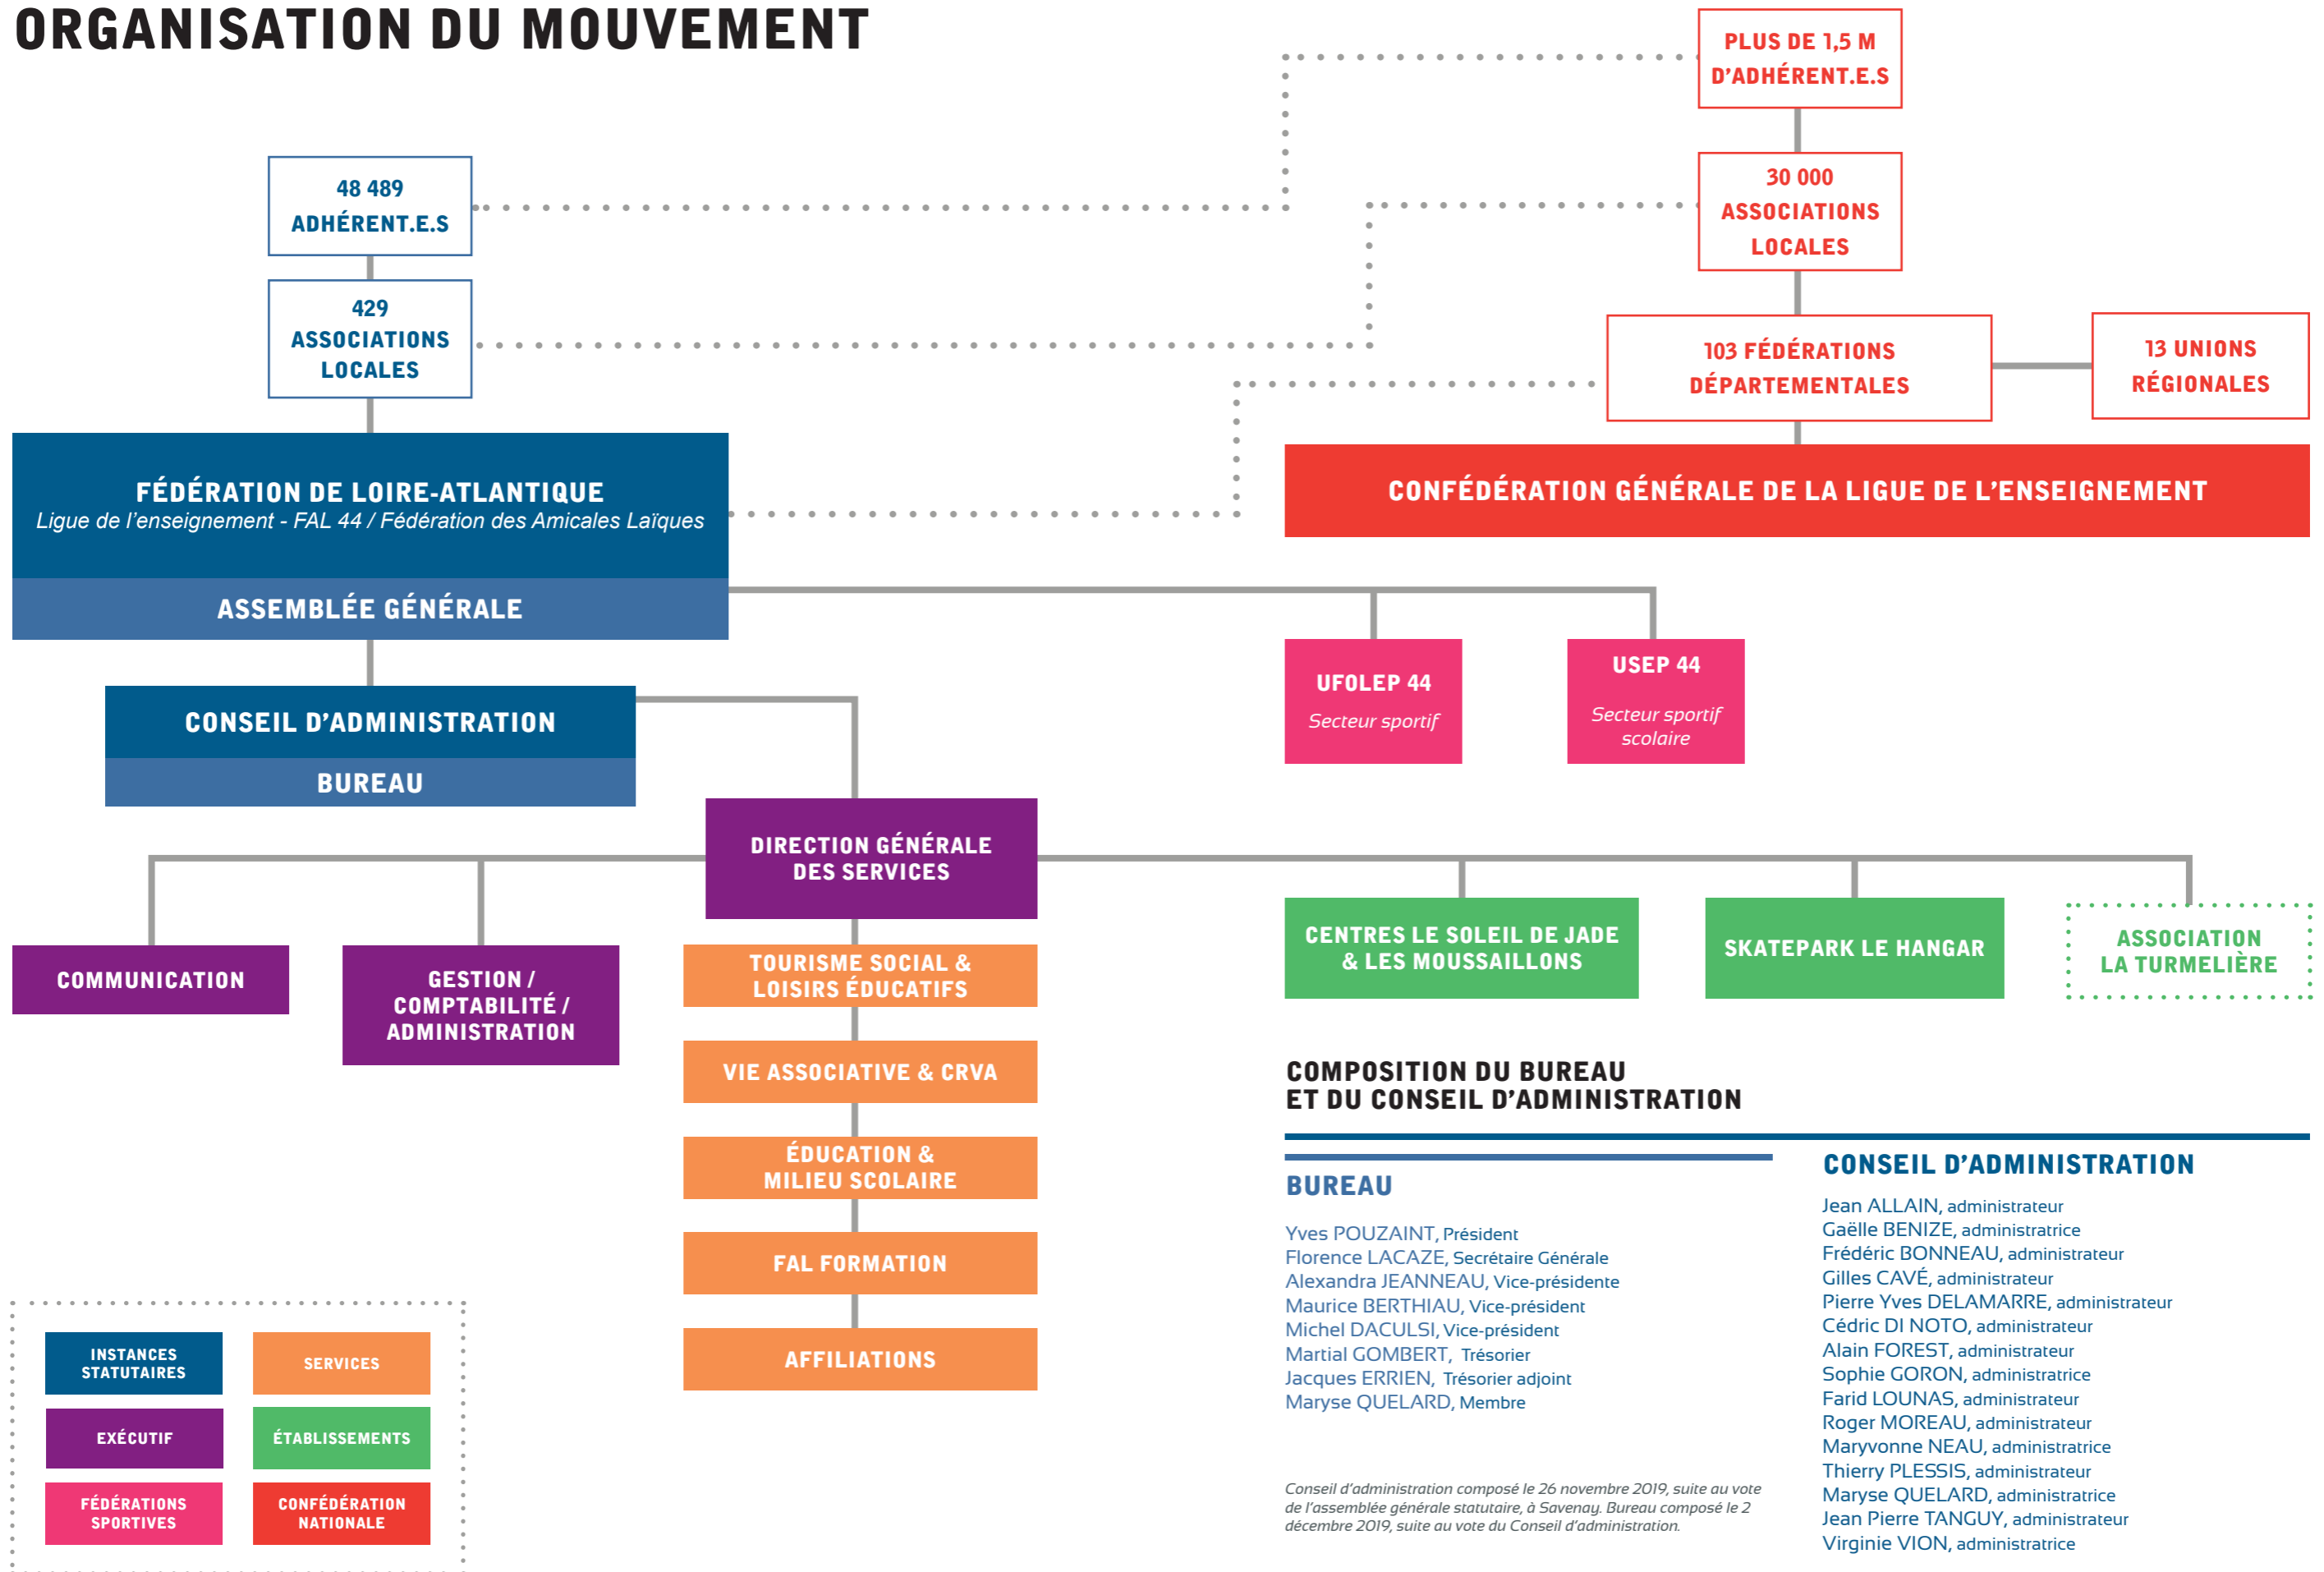 ORGANISATION DU MOUVEMENT
PLUS DE 1,5 M
D'ADHÉRENT.E.S
48 489
ADHÉRENT.E.S
30 000
ASSOCIATIONS
LOCALES
429
ASSOCIATIONS
LOCALES
103 FÉDÉRATIONS
DÉPARTEMENTALES
13 UNIONS
RÉGIONALES
FÉDÉRATION DE LOIRE-ATLANTIQUE
Ligue de l'enseignement - FAL 44 / Fédération des Amicales Laïques
CONFÉDÉRATION GÉNÉRALE DE LA LIGUE DE L'ENSEIGNEMENT
ASSEMBLÉE GÉNÉRALE
UFOLEP 44
Secteur sportif
USEP 44
Secteur sportif
scolaire
CONSEIL D'ADMINISTRATION
BUREAU
DIRECTION GÉNÉRALE
DES SERVICES
COMMUNICATION
GESTION /
COMPTABILITÉ /
ADMINISTRATION
TOURISME SOCIAL &
LOISIRS ÉDUCATIFS
VIE ASSOCIATIVE & CRVA
ÉDUCATION &
MILIEU SCOLAIRE
FAL FORMATION
AFFILIATIONS
CENTRES LE SOLEIL DE JADE
& LES MOUSSAILLONS
SKATEPARK LE HANGAR
ASSOCIATION
LA TURMELIÈRE
COMPOSITION DU BUREAU
ET DU CONSEIL D'ADMINISTRATION
BUREAU
Yves POUZAINT, Président
Florence LACAZE, Secrétaire Générale
Alexandra JEANNEAU, Vice-présidente
Maurice BERTHIAU, Vice-président
Michel DACULSI, Vice-président
Martial GOMBERT, Trésorier
Jacques ERRIEN, Trésorier adjoint
Maryse QUELARD, Membre
Conseil d'administration composé le 26 novembre 2019, suite au vote
de l'assemblée générale statutaire, à Savenay. Bureau composé le 2
décembre 2019, suite au vote du Conseil d'administration.
CONSEIL D'ADMINISTRATION
Jean ALLAIN, administrateur
Gaëlle BENIZE, administratrice
Frédéric BONNEAU, administrateur
Gilles CAVÉ, administrateur
Pierre Yves DELAMARRE, administrateur
Cédric DI NOTO, administrateur
Alain FOREST, administrateur
Sophie GORON, administratrice
Farid LOUNAS, administrateur
Roger MOREAU, administrateur
Maryvonne NEAU, administratrice
Thierry PLESSIS, administrateur
Maryse QUELARD, administratrice
Jean Pierre TANGUY, administrateur
Virginie VION, administratrice
INSTANCES
STATUTAIRES
SERVICES
EXÉCUTIF
ÉTABLISSEMENTS
FÉDÉRATIONS
SPORTIVES
CONFÉDÉRATION
NATIONALE